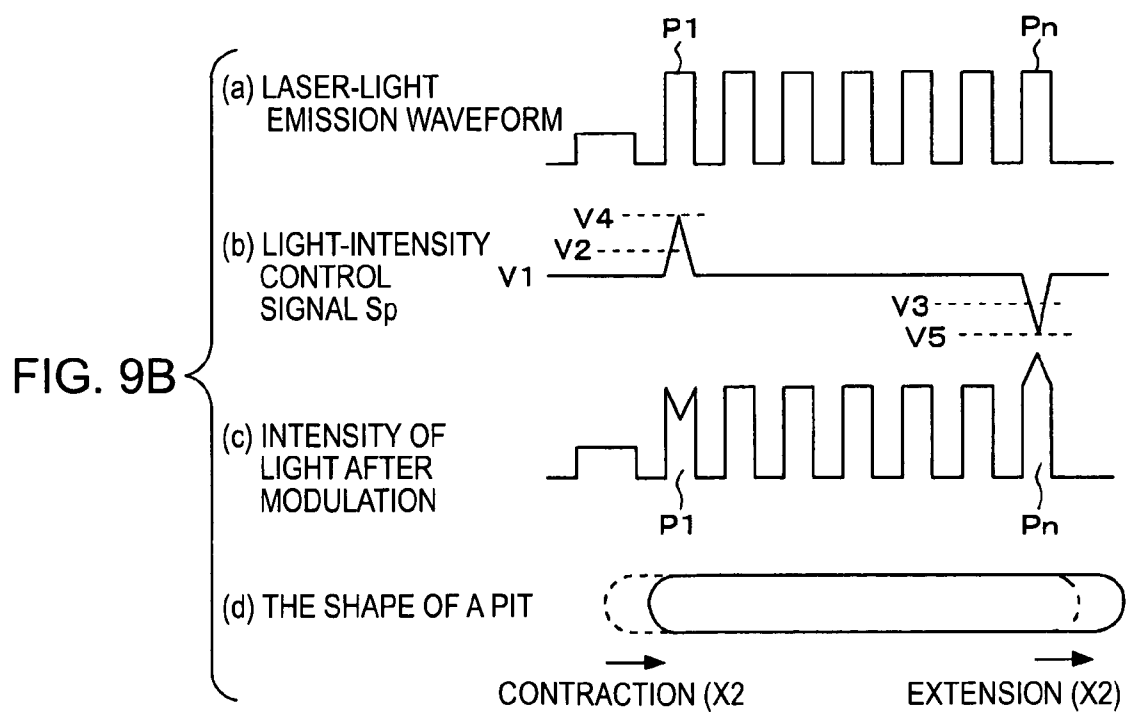 P1
Pn
(a) LASER-LIGHT
EMISSION WAVEFORM
V4
(b) LIGHT-INTENSITY
V2
CONTROL
V1
SIGNAL Sp
V3
V5
FIG. 9B
(c) INTENSITY OF
LIGHT AFTER
MODULATION
P1
Pn
(d) THE SHAPE OF A PIT
CONTRACTION (X2
EXTENSION (X2)